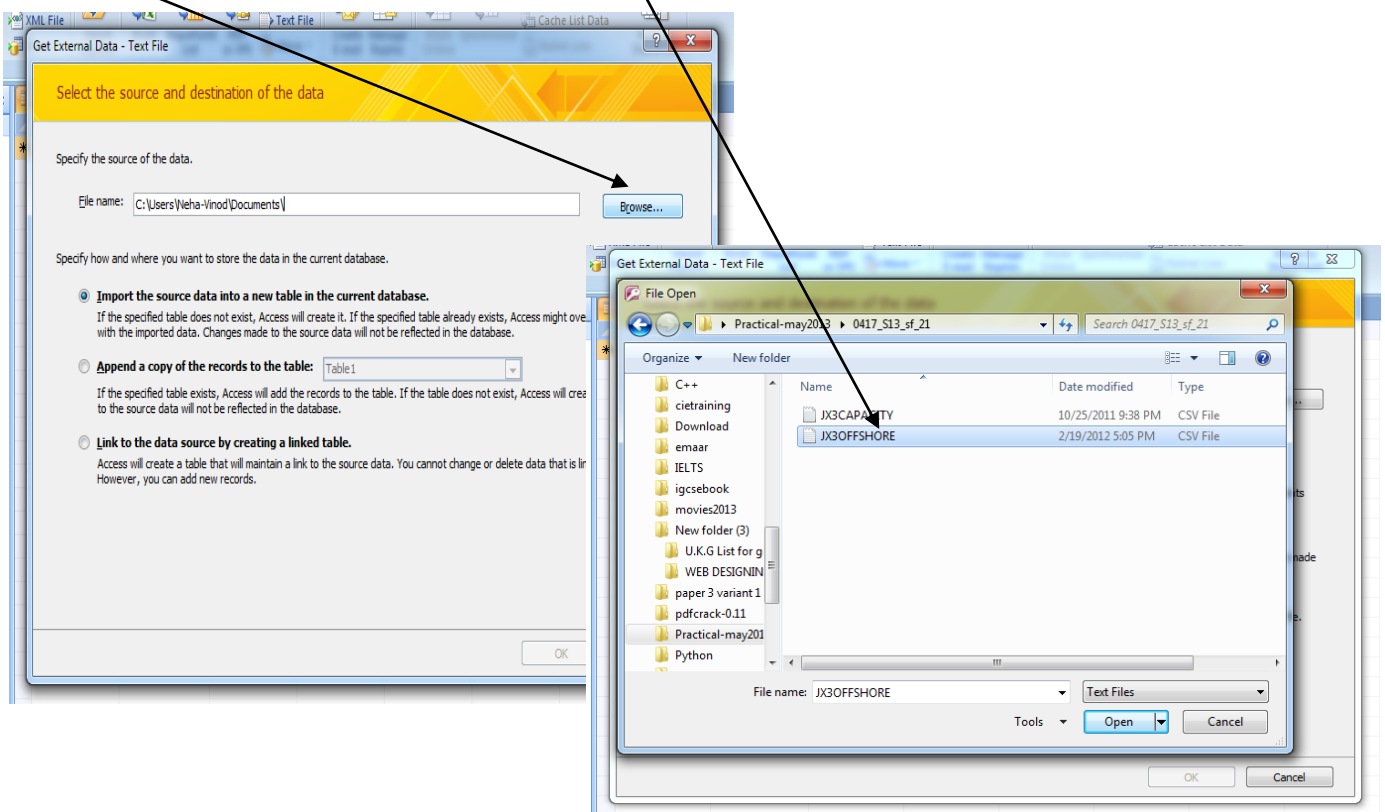 XML File
Text File
Cache List Data
Get External Data - Text File
Select the source and destination of the data
Specify the source of the data.
File name: C:\Users\Neha-Vinod\Documents\
Browse...
Specify how and where you want to store the data in the current database.
Import the source data into a new table in the current database.
If the specified table does not exist, Access will create it. If the specified table already exists, Access might ove
with the imported data. Changes made to the source data will not be reflected in the database.
Append a copy of the records to the table: Table1
If the specified table exists, Access will add the records to the table. If the table does not exist, Access will crea
to the source data will not be reflected in the database.
Link to the data source by creating a linked table.
Access will create a table that will maintain a link to the source data. You cannot change or delete data that is lin
However, you can add new records.
OK
Get External Data - Text File
File Open
Practical-may2013 0417_S13_sf_21
Search 0417_S13_sf_21
Organize New folder
Name Date modified Type
JX3CAPACITY 10/25/2011 9:38 PM CSV File
JX3OFFSHORE 2/19/2012 5:05 PM CSV File
C++
cietraining
Download
emaar
IELTS
igcsebook
movies2013
New folder (3)
U.K.G List for g
WEB DESIGNIN
paper 3 variant 1
pdfcrack-0.11
Practical-may201
Python
File name: JX3OFFSHORE
Text Files
Tools Open Cancel
...
ts
made
e.
OK Cancel